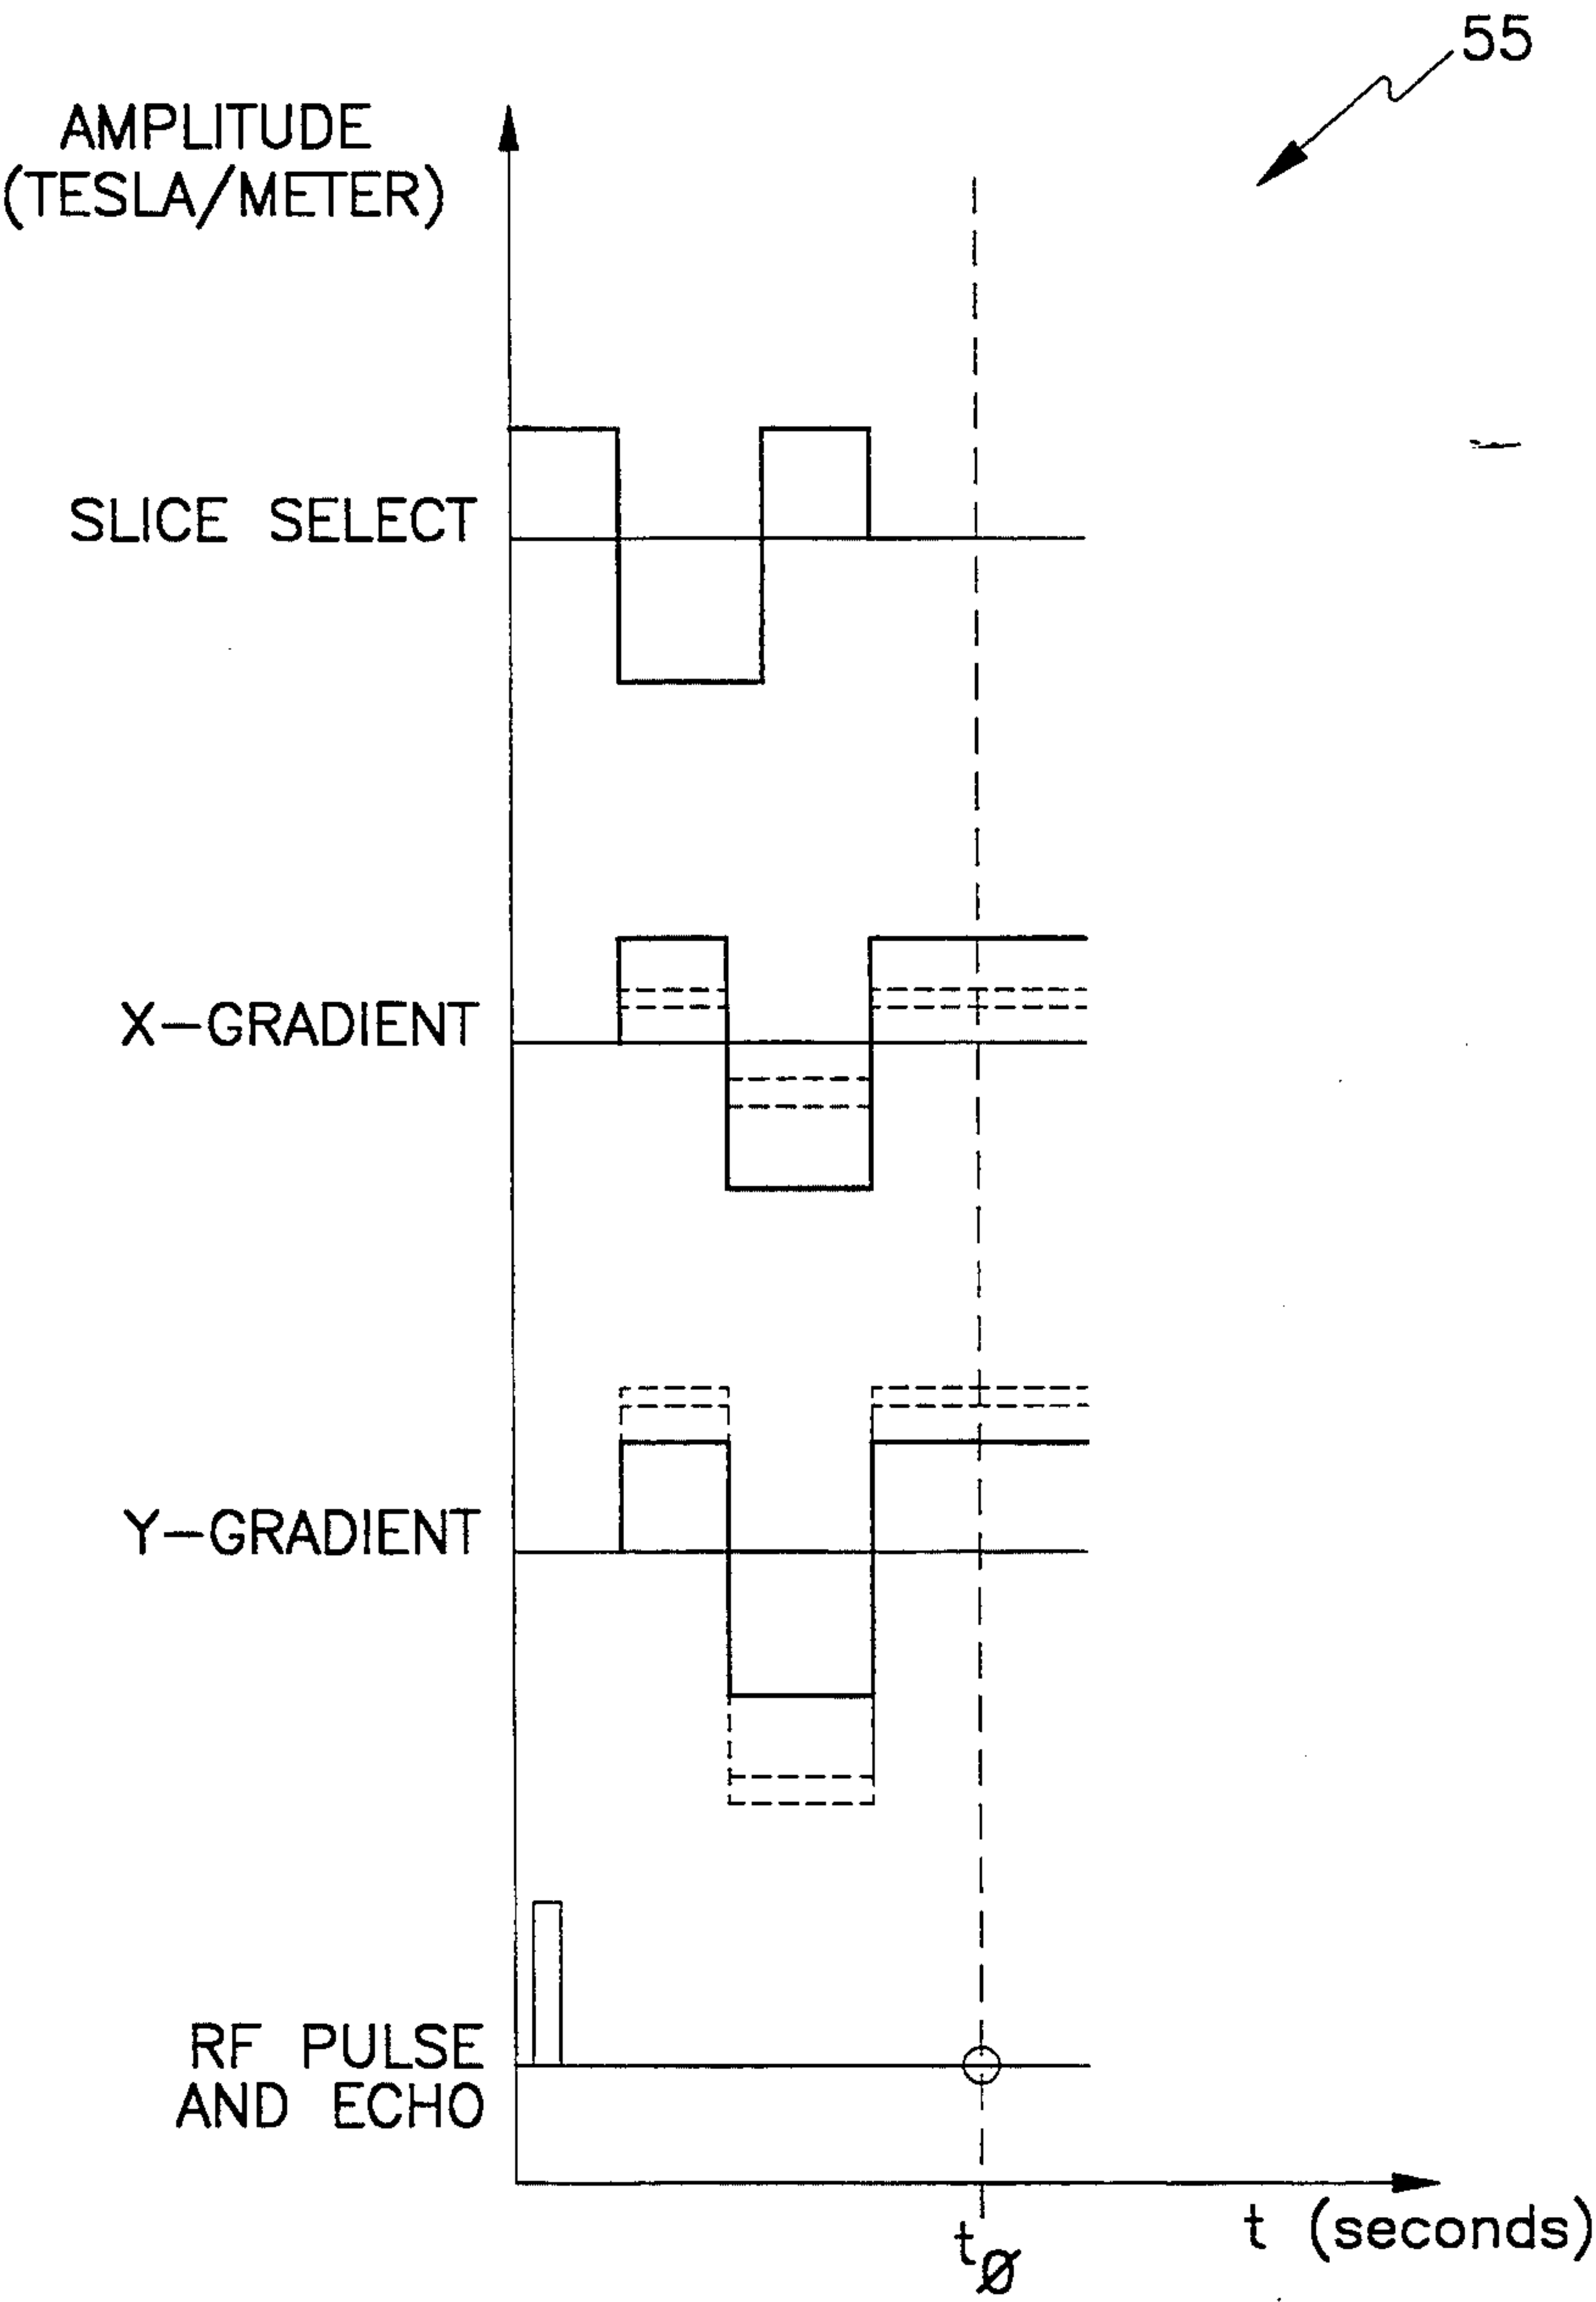 55
AMPLITUDE
(TESLA/METER)
SLICE SELECT
X-GRADIENT
Y-GRADIENT
RF PULSE
AND ECHO
t (seconds)
tØ